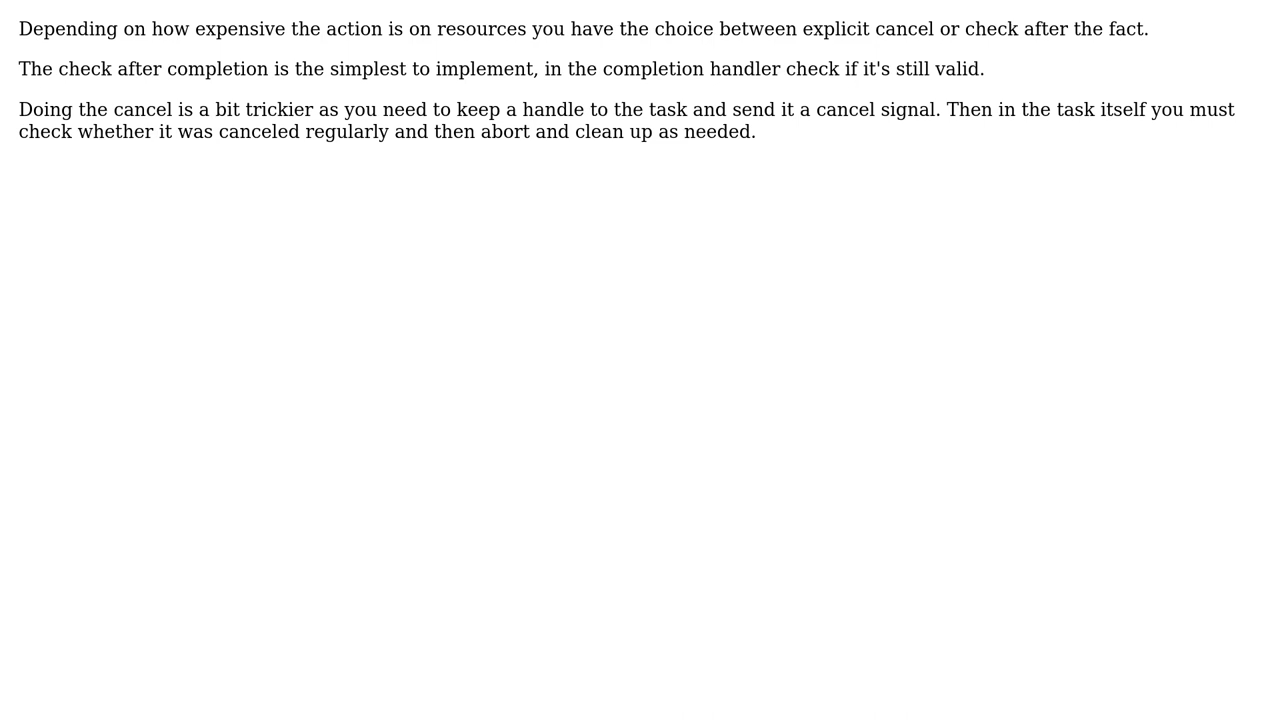 Depending on how expensive the action is on resources you have the choice between explicit cancel or check after the fact.
The check after completion is the simplest to implement, in the completion handler check if it's still valid.
Doing the cancel is a bit trickier as you need to keep a handle to the task and send it a cancel signal. Then in the task itself you must
check whether it was canceled regularly and then abort and clean up as needed.